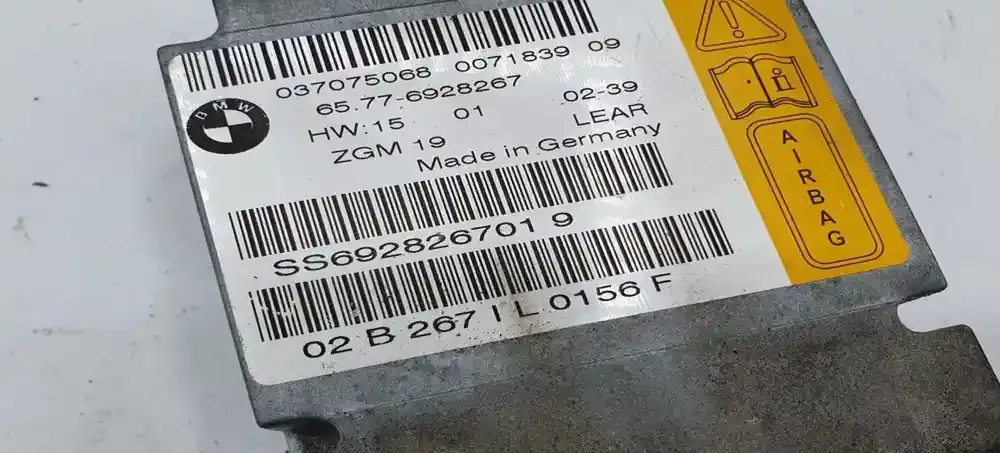 037075068 0071839 09
65.77-6928267
HW:15 01 02-39
ZGM 19 LEAR
Made in Germany
BMW
SS692826701 9
02 B 267 I L 0156 F
i
AIRBAG